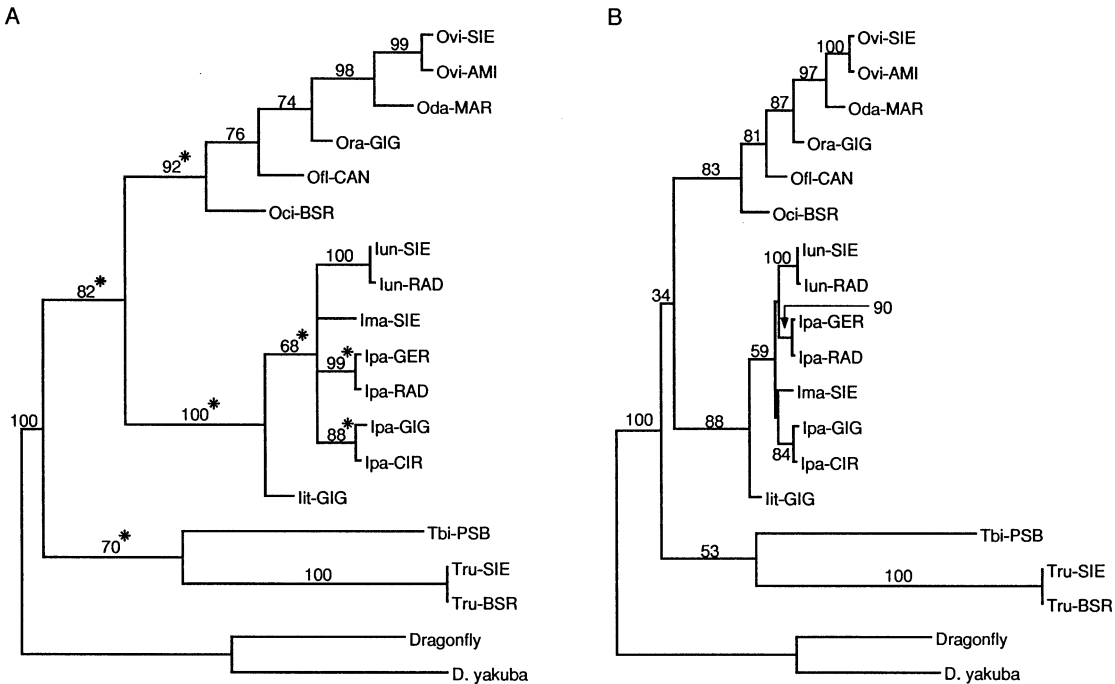 A
99
Ovi-SIE
Ovi-AMI
98
Oda-MAR
74
Ora-GIG
76
Ofl-CAN
92*
Oci-BSR
82*
100
Iun-SIE
Iun-RAD
Ima-SIE
68*
99*
Ipa-GER
Ipa-RAD
100*
88*
Ipa-GIG
Ipa-CIR
Iit-GIG
100
Tbi-PSB
70*
100
Tru-SIE
Tru-BSR
Dragonfly
D. yakuba
B
100
Ovi-SIE
Ovi-AMI
97
Oda-MAR
87
Ora-GIG
81
Ofl-CAN
83
Oci-BSR
34
100
Iun-SIE
Iun-RAD
90
Ipa-GER
Ipa-RAD
59
Ima-SIE
88
Ipa-GIG
84
Ipa-CIR
Iit-GIG
100
Tbi-PSB
53
100
Tru-SIE
Tru-BSR
Dragonfly
D. yakuba